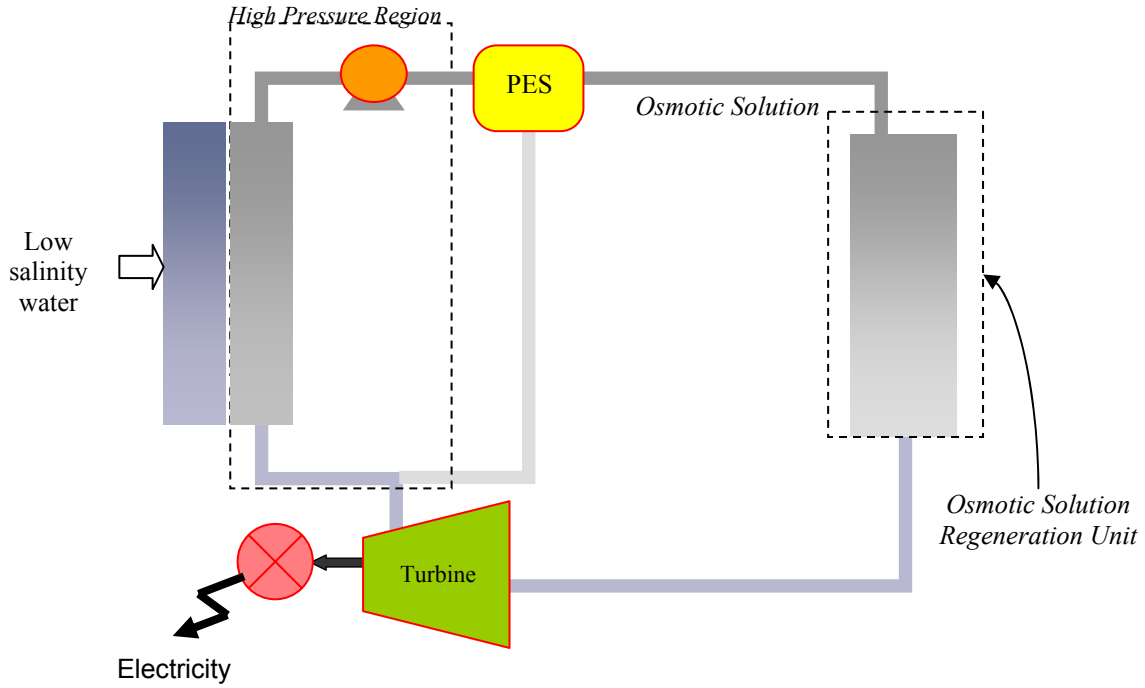 High Pressure Region
PES
Osmotic Solution
Low
salinity
water
Osmotic Solution
Regeneration Unit
Turbine
Electricity